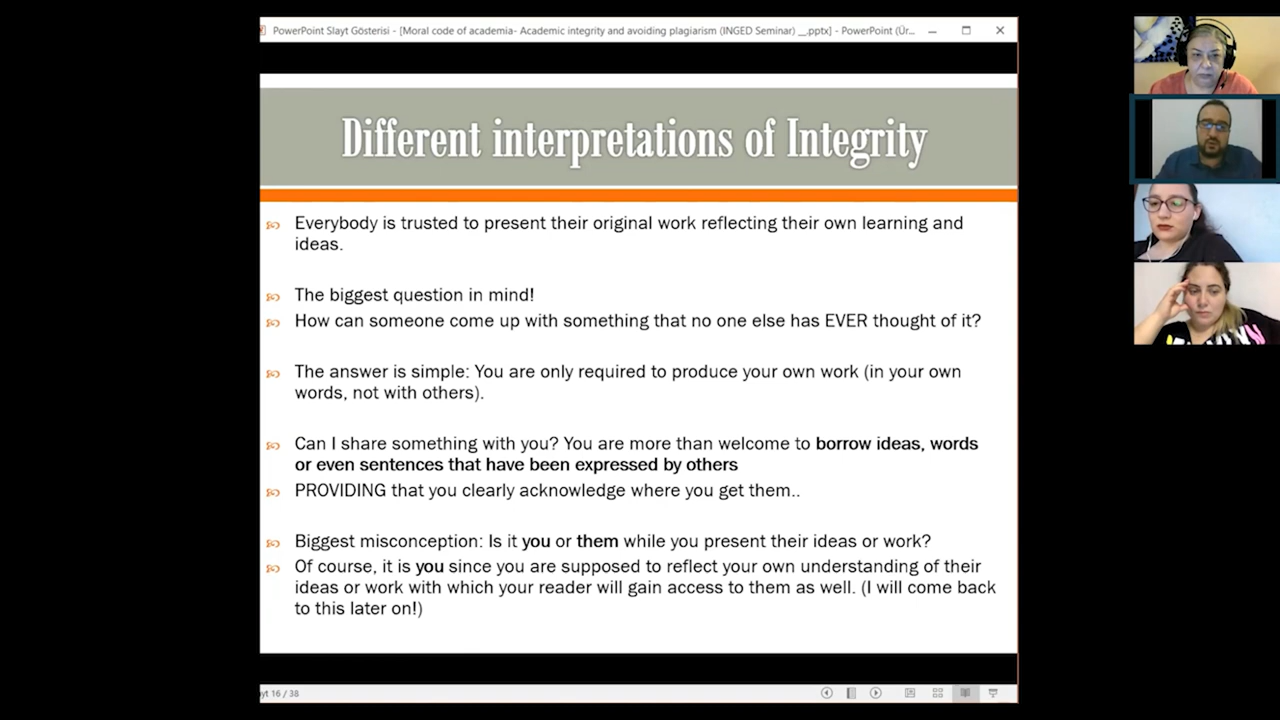 PowerPoint Slayt Gösterisi - [Moral code of academia- Academic integrity and avoiding plagiarism (INGED Seminar) __.pptx] - PowerPoint (Ür...
Different interpretations of Integrity
Everybody is trusted to present their original work reflecting their own learning and
ideas.
The biggest question in mind!
How can someone come up with something that no one else has EVER thought of it?
The answer is simple: You are only required to produce your own work (in your own
words, not with others).
Can I share something with you? You are more than welcome to borrow ideas, words
or even sentences that have been expressed by others
PROVIDING that you clearly acknowledge where you get them..
Biggest misconception: Is it you or them while you present their ideas or work?
Of course, it is you since you are supposed to reflect your own understanding of their
ideas or work with which your reader will gain access to them as well. (I will come back
to this later on!)
yt 16 / 38